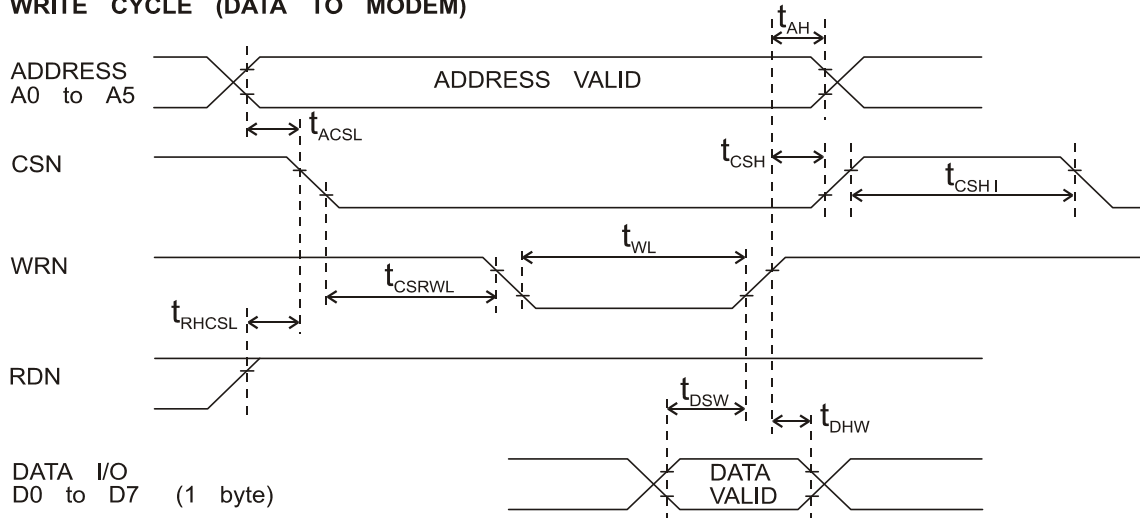 WRITE CYCLE (DATA TO MODEM)
tAH
ADDRESS
A0 to A5
ADDRESS VALID
tACSL
CSN
tCSH
tCSHI
WRN
tWL
tCSRWL
tRHCSL
RDN
tDSW
tDHW
DATA I/O
D0 to D7 (1 byte)
DATA
VALID